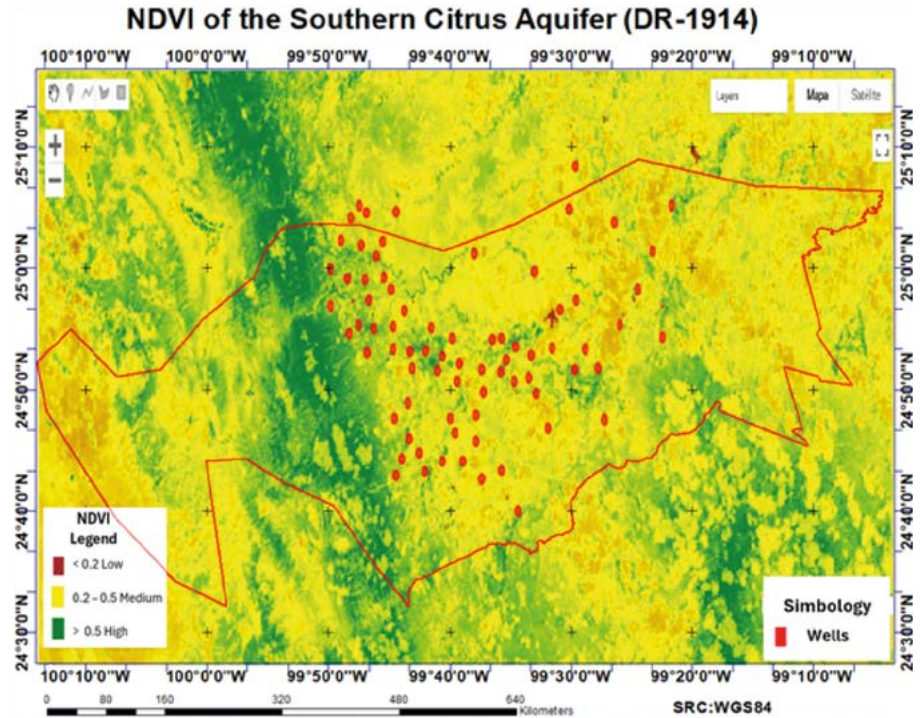 NDVI of the Southern Citrus Aquifer (DR-1914)
100°10'0"W 100°0'0"W 99°50'0"W 99°40'0"W 99°30'0"W 99°20'0"W 99°10'0"W
Layers Mapa Satélite
25°10'0"N 25°10'0"N
25°0'0"N 25°0'0"N
24°50'0"N 24°50'0"N
24°40'0"N 24°40'0"N
24°30'0"N 24°30'0"N
NDVI
Legend
< 0.2 Low
0.2 - 0.5 Medium
> 0.5 High
Simbology
Wells
100°10'0"W 100°0'0"W 99°50'0"W 99°40'0"W 99°30'0"W 99°20'0"W 99°10'0"W
0 80 160 320 480 640
Kilometers
SRC:WGS84